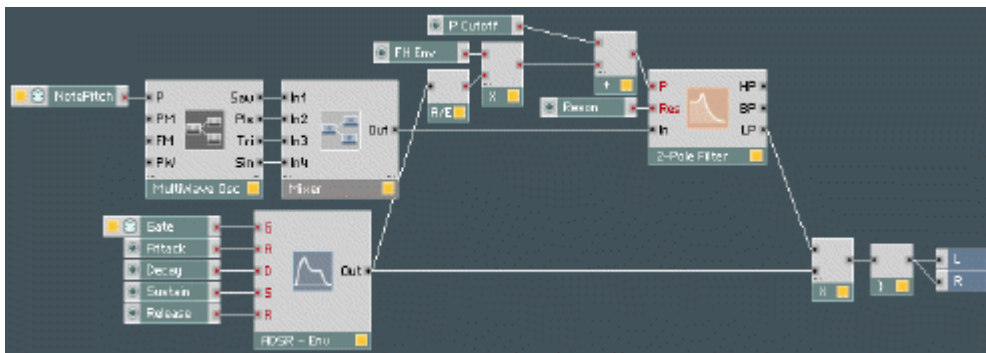 P Cutoff
FM Env
NotePitch
P
Saw
In1
PM
Pls
In2
FM
Tri
In3
PW
Sin
In4
Out
MultiWave Osc
Mixer
A/E
X
+
P
HP
Reson
Res
BP
In
LP
2-Pole Filter
Gate
G
Attack
A
Decay
D
Sustain
S
Release
R
Out
ADSR - Env
X
}
L
R